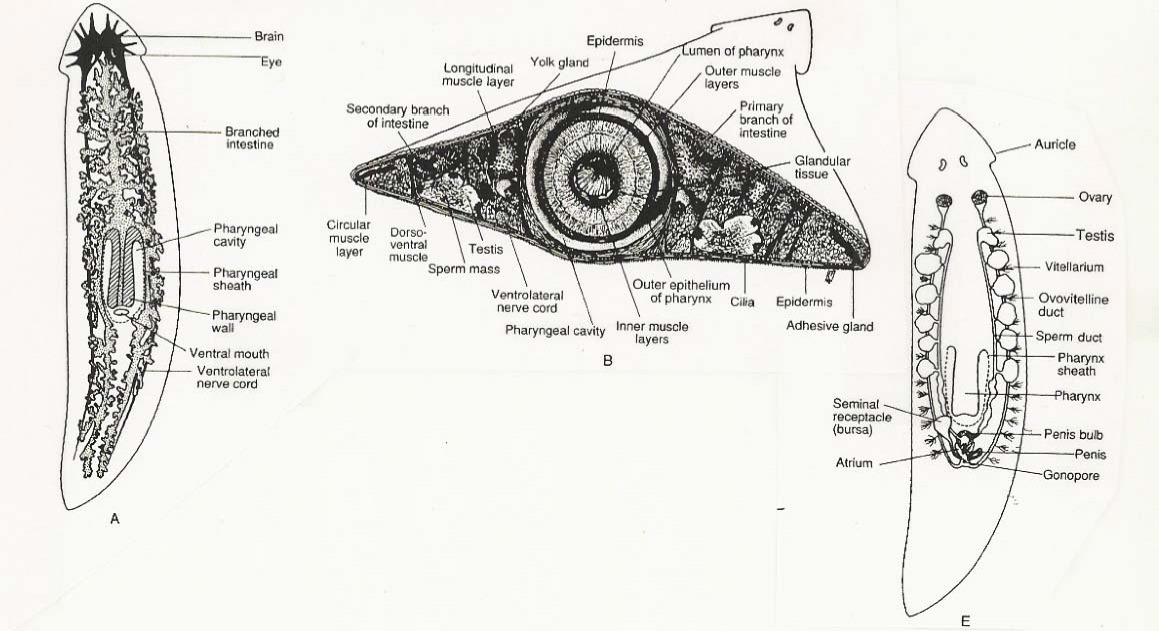 Brain
Eye
Branched
intestine
Pharyngeal
cavity
Pharyngeal
sheath
Pharyngeal
wall
Ventral mouth
Ventrolateral
nerve cord
A
Epidermis
Lumen of pharynx
Yolk gland
Longitudinal
muscle layer
Outer muscle
layers
Secondary branch
of intestine
Primary
branch of
intestine
Glandular
tissue
Circular
muscle
layer
Dorso-
ventral
muscle
Testis
Sperm mass
Ventrolateral
nerve cord
Pharyngeal cavity
Inner muscle
layers
Outer epithelium
of pharynx
Cilia
Epidermis
Adhesive gland
B
Auricle
Ovary
Testis
Vitellarium
Ovovitelline
duct
Sperm duct
Pharynx
sheath
Pharynx
Seminal
receptacle
(bursa)
Penis bulb
Atrium
Penis
Gonopore
E